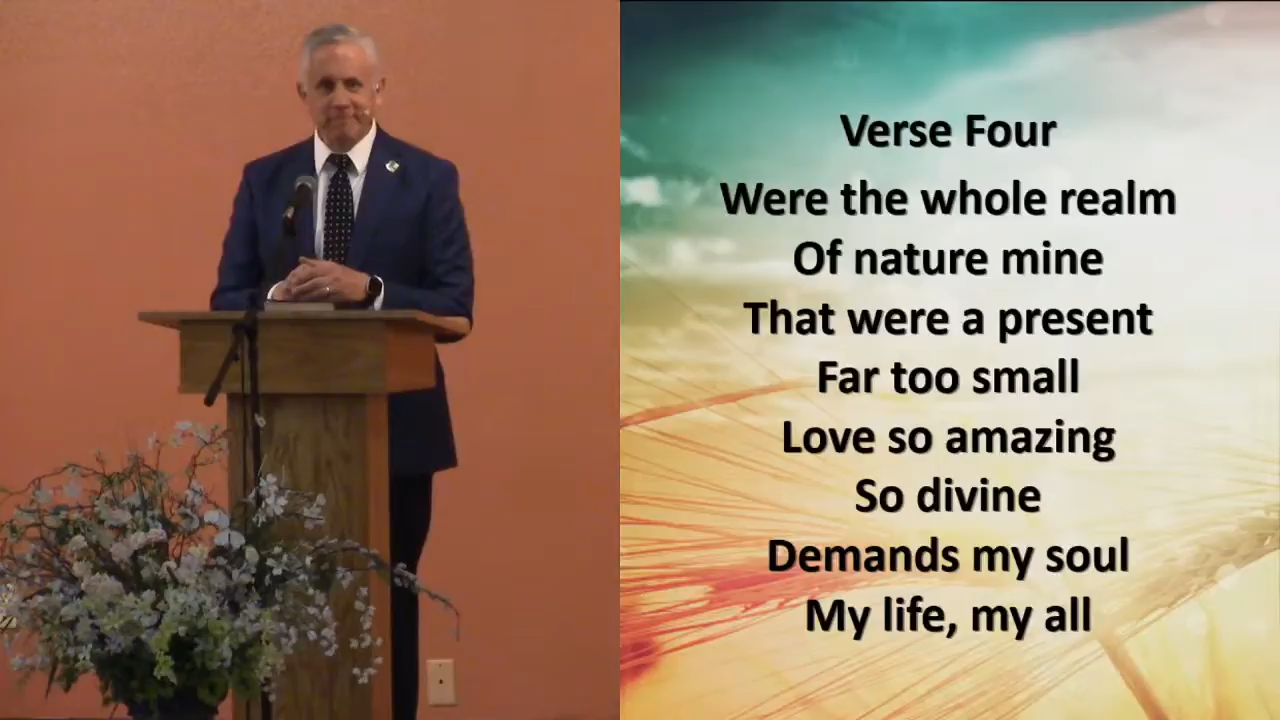 Verse Four
Were the whole realm
Of nature mine
That were a present
Far too small
Love so amazing
So divine
Demands my soul
My life, my all